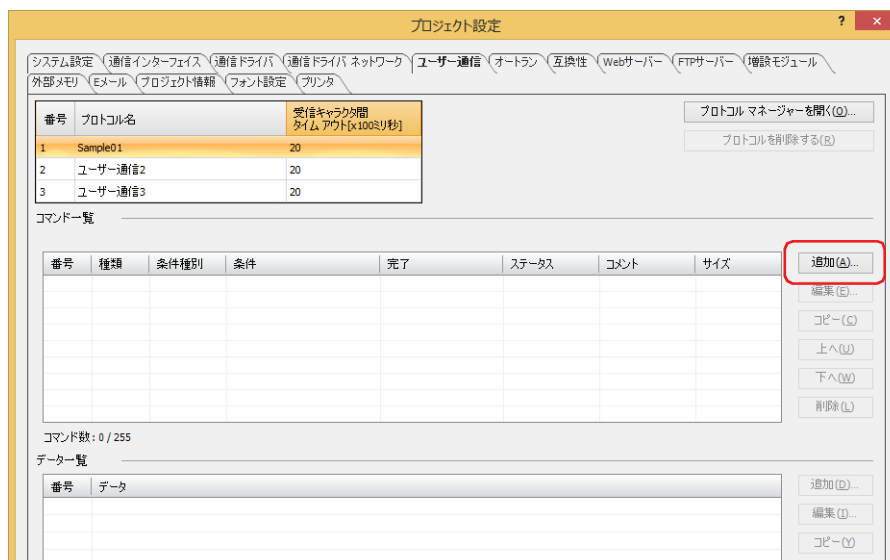 プロジェクト設定
? ×
システム設定 通信インターフェイス 通信ドライバ 通信ドライバ ネットワーク ユーザー通信 オートラン 互換性 Webサーバー FTPサーバー 増設モジュール
外部メモリ Eメール プロジェクト情報 フォント設定 プリンタ
番号 プロトコル名 受信キャラクタ間
タイム アウト[x100ミリ秒]
1 Sample01 20
2 ユーザー通信2 20
3 ユーザー通信3 20
プロトコル マネージャーを開く(O)...
プロトコルを削除する(R)
コマンド一覧
番号 種類 条件種別 条件 完了 ステータス コメント サイズ
追加(A)...
編集(E)...
コピー(C)
上へ(U)
下へ(W)
削除(L)
コマンド数: 0 / 255
データ一覧
番号 データ
追加(D)...
編集(I)...
コピー(Y)